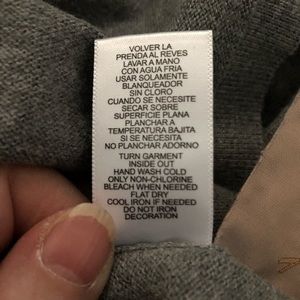 VOLVER LA
PRENDA AL REVES
LAVAR A MANO
CON AGUA FRIA
USAR SOLAMENTE
BLANQUEADOR
SIN CLORO
CUANDO SE NECESITE
SECAR SOBRE
SUPERFICIE PLANA
PLANCHAR A
TEMPERATURA BAJITA
SI SE NECESITA
NO PLANCHAR ADORNO
TURN GARMENT
INSIDE OUT
HAND WASH COLD
ONLY NON-CHLORINE
BLEACH WHEN NEEDED
FLAT DRY
COOL IRON IF NEEDED
DO NOT IRON
DECORATION